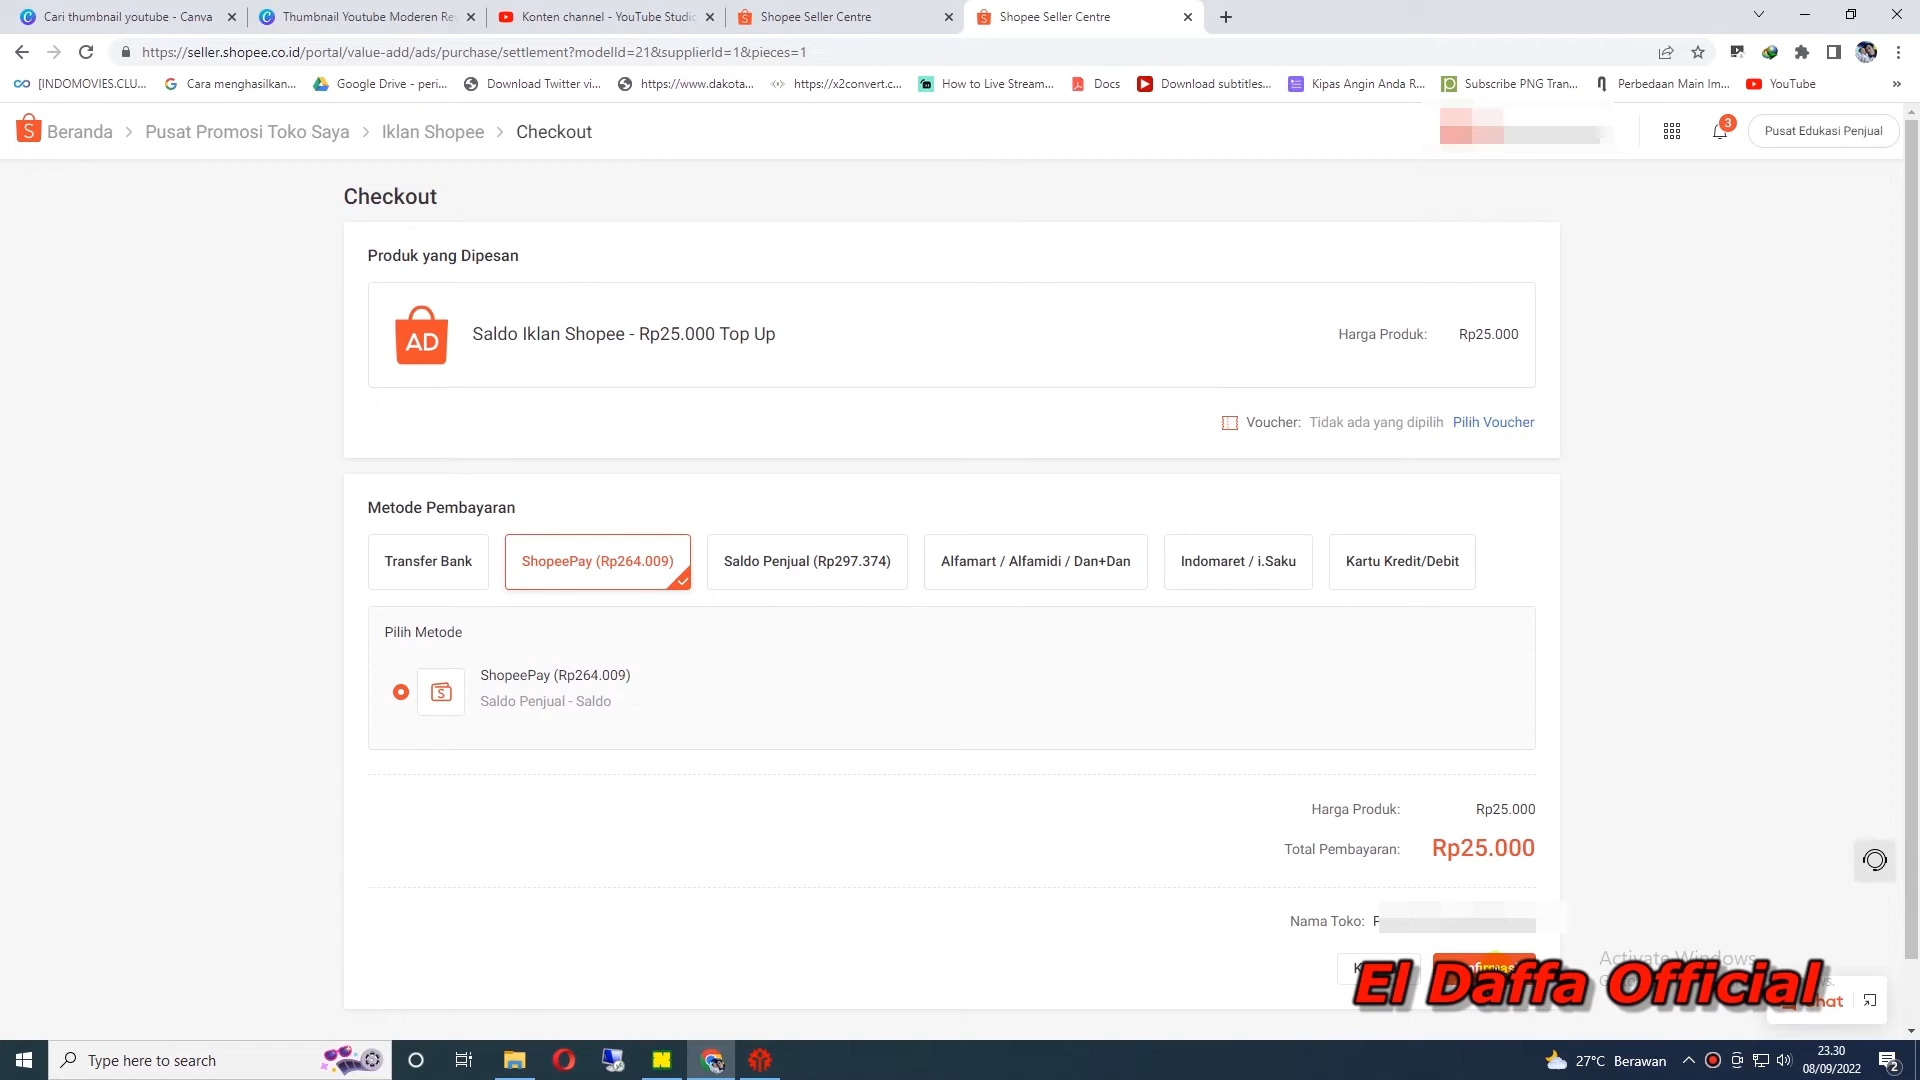 Cari thumbnail youtube - Canva
Thumbnail Youtube Moderen Re
Konten channel - YouTube Studio
Shopee Seller Centre
Shopee Seller Centre
https://seller.shopee.co.id/portal/value-add/ads/purchase/settlement?modelId=21&supplierId=1&pieces=1
[INDOMOVIES.CLU...
Cara menghasilkan...
Google Drive - peri...
Download Twitter vi...
https://www.dakota...
https://x2convert.c...
How to Live Stream...
Docs
Download subtitles...
Kipas Angin Anda R...
Subscribe PNG Tran...
Perbedaan Main Im...
YouTube
Beranda > Pusat Promosi Toko Saya > Iklan Shopee > Checkout
3
Pusat Edukasi Penjual
Checkout
Produk yang Dipesan
AD
Saldo Iklan Shopee - Rp25.000 Top Up
Harga Produk: Rp25.000
Voucher: Tidak ada yang dipilih Pilih Voucher
Metode Pembayaran
Transfer Bank
ShopeePay (Rp264.009)
Saldo Penjual (Rp297.374)
Alfamart / Alfamidi / Dan+Dan
Indomaret / i.Saku
Kartu Kredit/Debit
Pilih Metode
ShopeePay (Rp264.009)
Saldo Penjual - Saldo
Harga Produk: Rp25.000
Total Pembayaran: Rp25.000
Nama Toko:
Activate Windows
El Daffa Official
Type here to search
27°C Berawan
23.30
08/09/2022
2